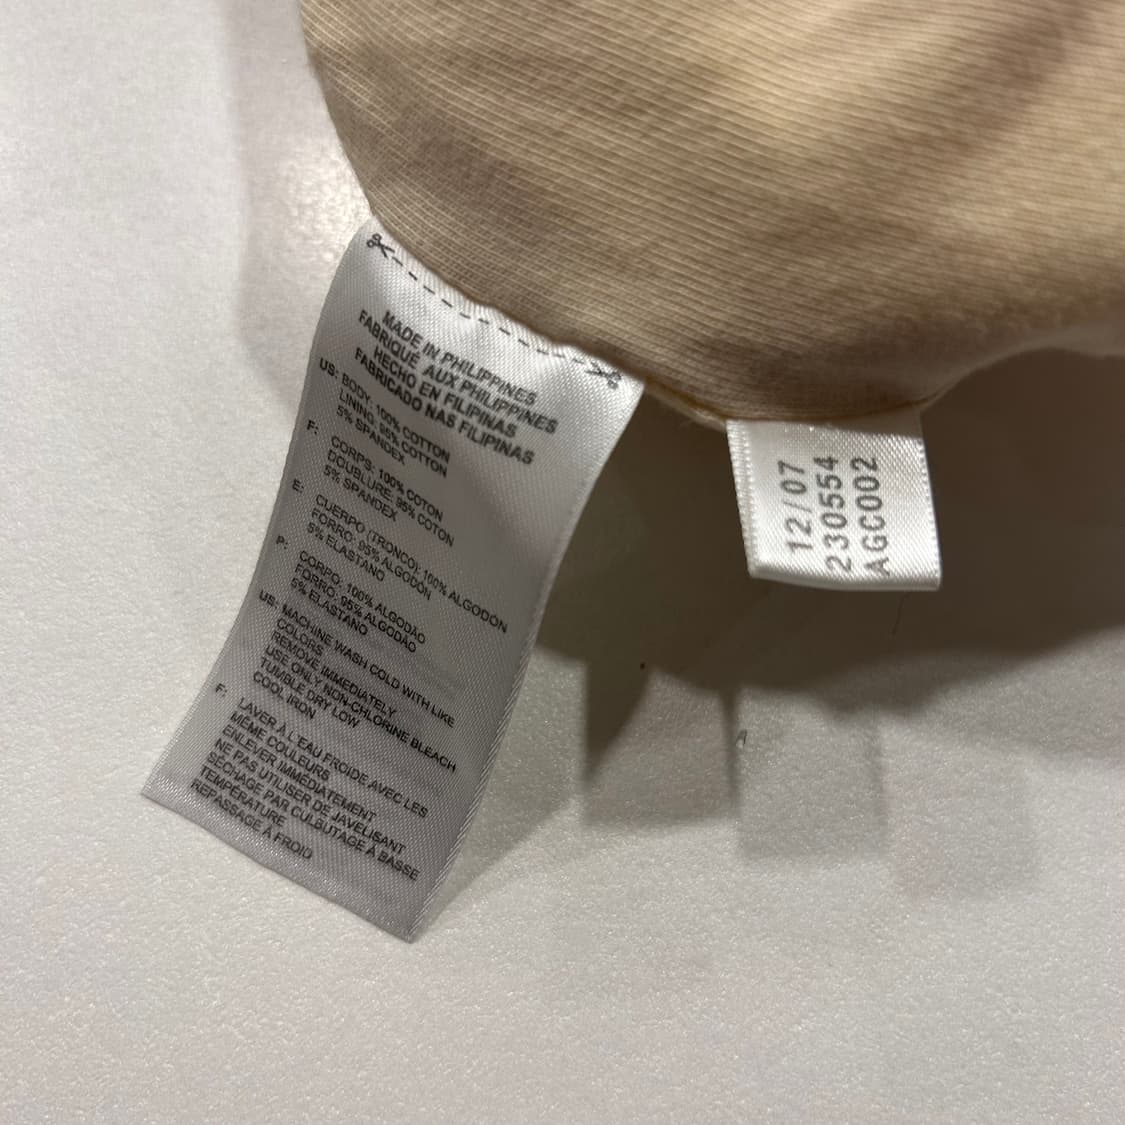 MADE IN PHILIPPINES
FABRIQUÉ AUX PHILIPPINES
HECHO EN FILIPINAS
FABRICADO NAS FILIPINAS
US: BODY: 100% COTTON
LINING: 95% COTTON
5% SPANDEX
F: CORPS: 100% COTON
DOUBLURE: 95% COTON
5% SPANDEX
E: CUERPO (TRONCO): 100% ALGODÓN
FORRO: 95% ALGODÓN
5% ELASTANO
P: CORPO: 100% ALGODÃO
FORRO: 95% ALGODÃO
5% ELASTANO
US: MACHINE WASH COLD WITH LIKE
COLORS
REMOVE IMMEDIATELY
USE ONLY NON-CHLORINE BLEACH
TUMBLE DRY LOW
COOL IRON
F: LAVER À L'EAU FROIDE AVEC LES
MÊME COULEURS
ENLEVER IMMÉDIATEMENT
NE PAS UTILISER DE JAVELISANT
SÉCHAGE PAR CULBUTAGE À BASSE
TEMPÉRATURE
REPASSAGE À FROID
12/07
230554
AGC002